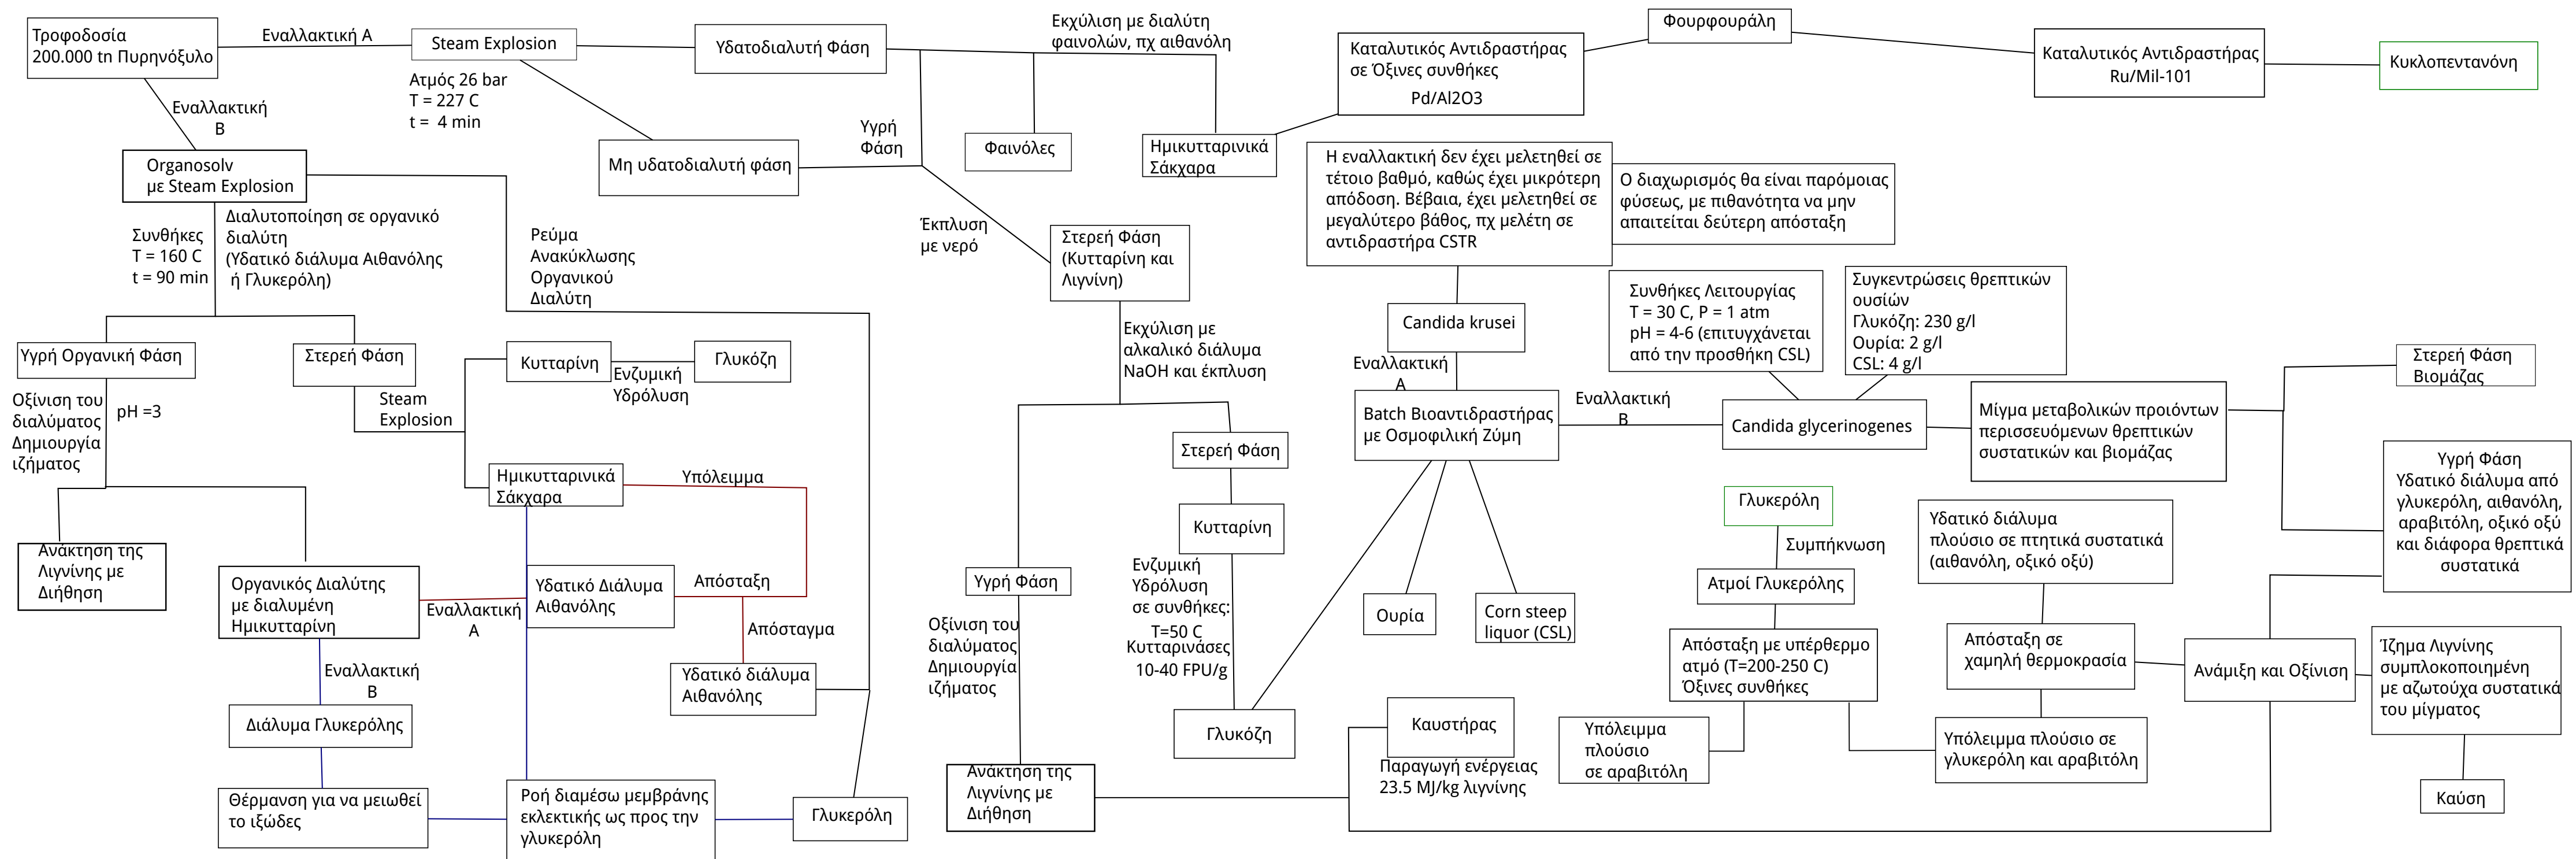 Τροφοδοσία
200.000 tn Πυρηνόξυλο
Εναλλακτική Α
Steam Explosion
Ατμός 26 bar
T = 227 C
t =  4 min
Υδατοδιαλυτή Φάση
Εκχύλιση με διαλύτη
φαινολών, πχ αιθανόλη
Καταλυτικός Αντιδραστήρας
σε Όξινες συνθήκες
Pd/Al2O3
Φουρφουράλη
Καταλυτικός Αντιδραστήρας
Ru/Mil-101
Κυκλοπεντανόνη
Εναλλακτική
Β
Organosolv
με Steam Explosion
Μη υδατοδιαλυτή φάση
Υγρή
Φάση
Φαινόλες
Ημικυτταρινικά
Σάκχαρα
Η εναλλακτική δεν έχει μελετηθεί σε
τέτοιο βαθμό, καθώς έχει μικρότερη
απόδοση. Βέβαια, έχει μελετηθεί σε
μεγαλύτερο βάθος, πχ μελέτη σε
αντιδραστήρα CSTR
Ο διαχωρισμός θα είναι παρόμοιας
φύσεως, με πιθανότητα να μην
απαιτείται δεύτερη απόσταξη
Συνθήκες
T = 160 C
t = 90 min
Διαλυτοποίηση σε οργανικό
διαλύτη
(Υδατικό διάλυμα Αιθανόλης
ή Γλυκερόλη)
Ρεύμα
Ανακύκλωσης
Οργανικού
Διαλύτη
Έκπλυση
με νερό
Στερεή Φάση
(Κυτταρίνη και
Λιγνίνη)
Candida krusei
Συνθήκες Λειτουργίας
T = 30 C, P = 1 atm
pH = 4-6 (επιτυγχάνεται
από την προσθήκη CSL)
Συγκεντρώσεις θρεπτικών
ουσίων
Γλυκόζη: 230 g/l
Ουρία: 2 g/l
CSL: 4 g/l
Υγρή Οργανική Φάση
Στερεή Φάση
Κυτταρίνη
Ενζυμική
Υδρόλυση
Γλυκόζη
Εκχύλιση με
αλκαλικό διάλυμα
NaOH και έκπλυση
Εναλλακτική
Α
Batch Βιοαντιδραστήρας
με Οσμοφιλική Ζύμη
Εναλλακτική
Β
Candida glycerinogenes
Μίγμα μεταβολικών προιόντων
περισσευόμενων θρεπτικών
συστατικών και βιομάζας
Στερεή Φάση
Βιομάζας
Οξίνιση του
διαλύματος
Δημιουργία
ιζήματος
pH =3
Steam
Explosion
Ημικυτταρινικά
Σάκχαρα
Υπόλειμμα
Στερεή Φάση
Κυτταρίνη
Υγρή Φάση
Υδατικό διάλυμα από
γλυκερόλη, αιθανόλη,
αραβιτόλη, οξικό οξύ
και διάφορα θρεπτικά
συστατικά
Ανάκτηση της
Λιγνίνης με
Διήθηση
Οργανικός Διαλύτης
με διαλυμένη
Ημικυτταρίνη
Εναλλακτική
Α
Υδατικό Διάλυμα
Αιθανόλης
Απόσταξη
Απόσταγμα
Υδατικό διάλυμα
Αιθανόλης
Υγρή Φάση
Ενζυμική
Υδρόλυση
σε συνθήκες:
T=50 C
Κυτταρινάσες
10-40 FPU/g
Ουρία
Corn steep
liquor (CSL)
Γλυκερόλη
Συμπήκνωση
Ατμοί Γλυκερόλης
Υδατικό διάλυμα
πλούσιο σε πτητικά συστατικά
(αιθανόλη, οξικό οξύ)
Εναλλακτική
Β
Διάλυμα Γλυκερόλης
Οξίνιση του
διαλύματος
Δημιουργία
ιζήματος
Γλυκόζη
Απόσταξη με υπέρθερμο
ατμό (T=200-250 C)
Όξινες συνθήκες
Απόσταξη σε
χαμηλή θερμοκρασία
Ανάμιξη και Οξίνιση
Ίζημα Λιγνίνης
συμπλοκοποιημένη
με αζωτούχα συστατικά
του μίγματος
Θέρμανση για να μειωθεί
το ιξώδες
Ροή διαμέσω μεμβράνης
εκλεκτικής ως προς την
γλυκερόλη
Γλυκερόλη
Ανάκτηση της
Λιγνίνης με
Διήθηση
Καυστήρας
Παραγωγή ενέργειας
23.5 MJ/kg λιγνίνης
Υπόλειμμα
πλούσιο
σε αραβιτόλη
Υπόλειμμα πλούσιο σε
γλυκερόλη και αραβιτόλη
Καύση